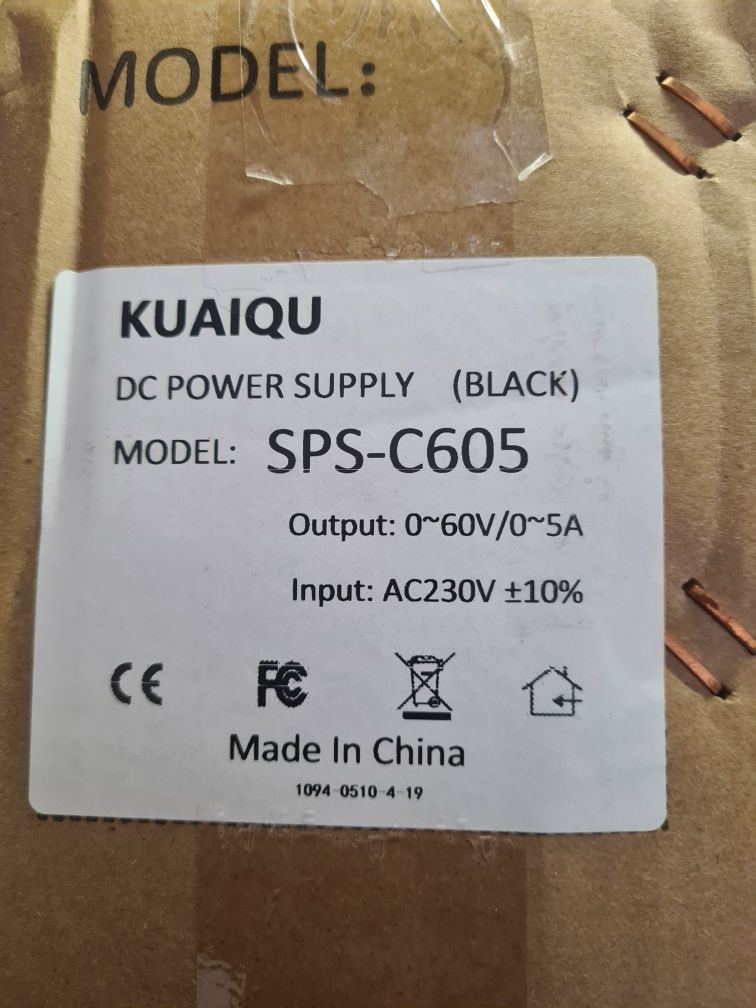 MODEL:
KUAIQU
DC POWER SUPPLY (BLACK)
MODEL: SPS-C605
Output: 0~60V/0~5A
Input: AC230V ±10%
CE FC
Made In China
1094-0510-4-19